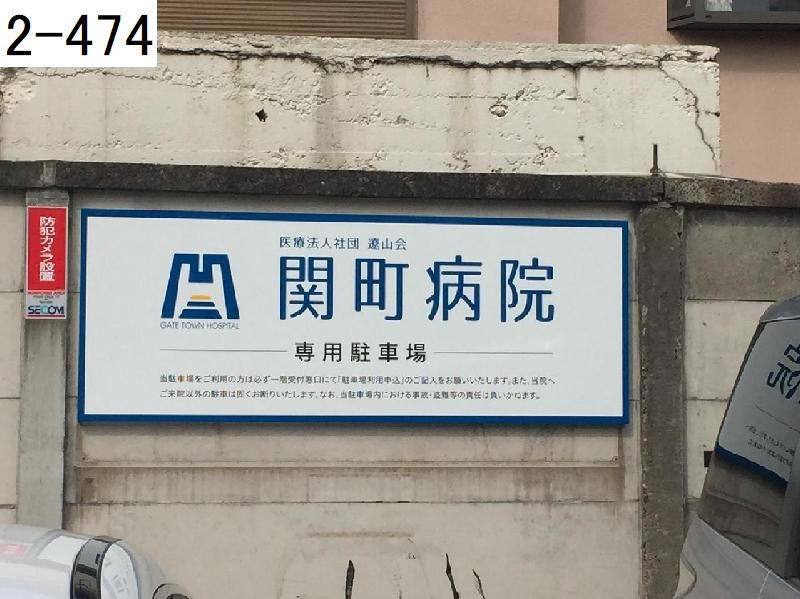 2-474
防犯カメラ設置
SECOM
医療法人社団 遼山会
関町病院
GATE TOWN HOSPITAL
専用駐車場
当駐車場をご利用の方は必ず一階受付窓口にて「駐車場利用申込」のご記入をお願いいたします。また、当院へ
ご来院以外の駐車は固くお断りいたします。なお、当駐車場内における事故・盗難等の責任は負いかねます。